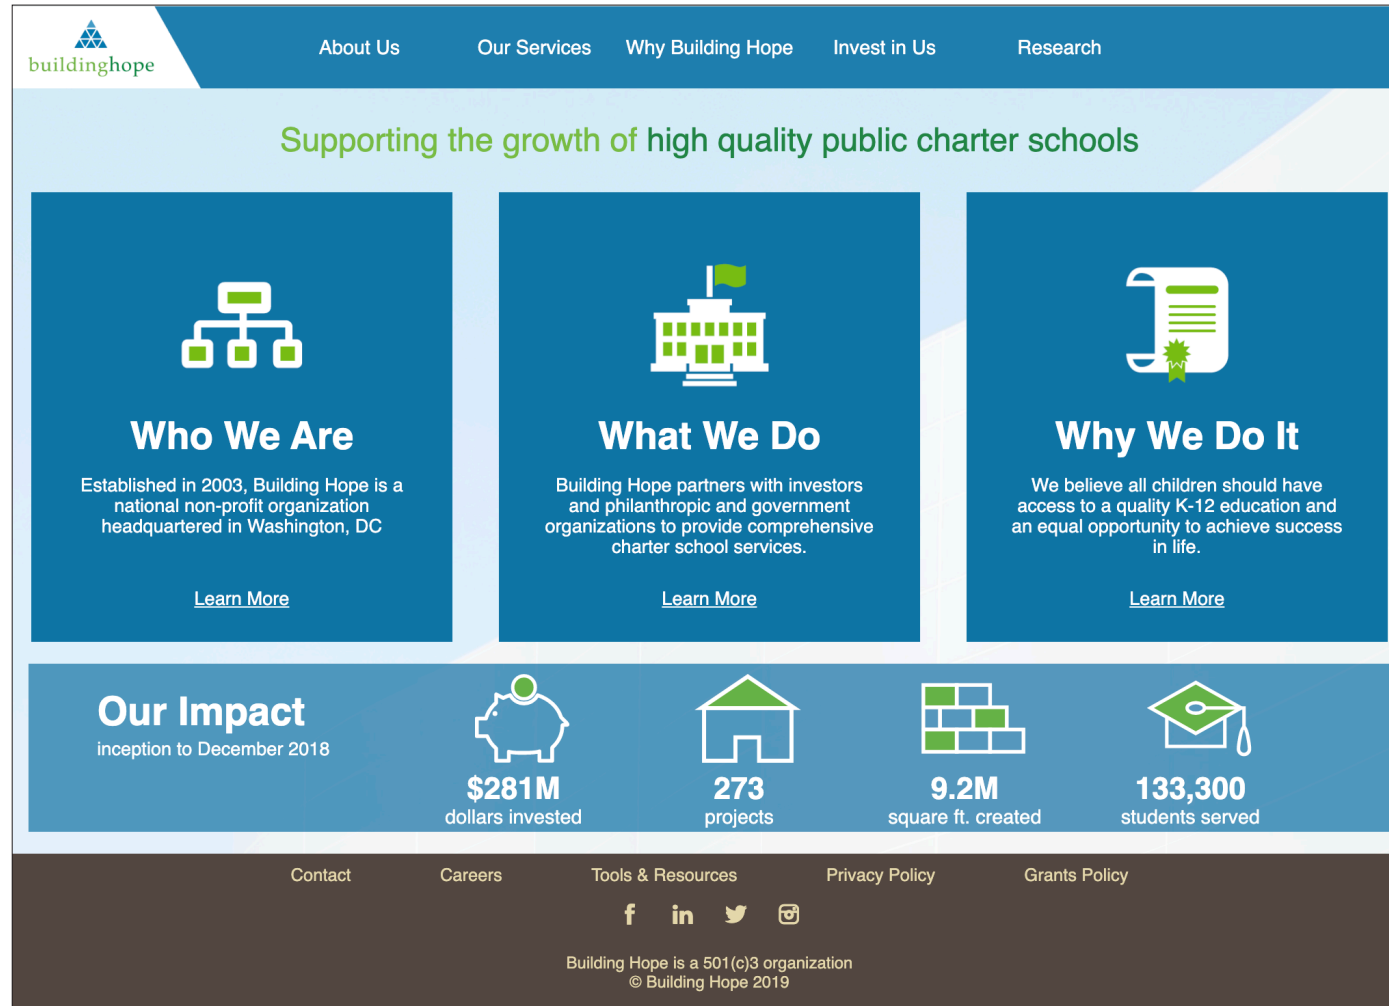 buildinghope
About Us
Our Services
Why Building Hope
Invest in Us
Research
Supporting the growth of high quality public charter schools
Who We Are
Established in 2003, Building Hope is a
national non-profit organization
headquartered in Washington, DC
Learn More
What We Do
Building Hope partners with investors
and philanthropic and government
organizations to provide comprehensive
charter school services.
Learn More
Why We Do It
We believe all children should have
access to a quality K-12 education and
an equal opportunity to achieve success
in life.
Learn More
Our Impact
inception to December 2018
$281M
dollars invested
273
projects
9.2M
square ft. created
133,300
students served
Contact
Careers
Tools & Resources
Privacy Policy
Grants Policy
Building Hope is a 501(c)3 organization
© Building Hope 2019